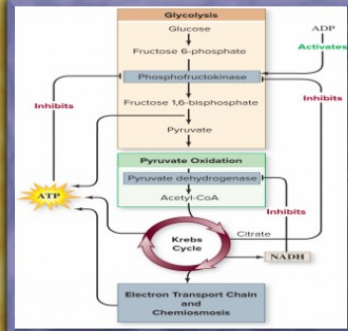 Glycolysis
Glucose
ADP
Activates
Fructose 6-phosphate
Phosphofructokinase
Inhibits
Fructose 1,6-bisphosphate
Inhibits
Pyruvate
Pyruvate Oxidation
Pyruvate dehydrogenase
ATP
Acetyl-CoA
Inhibits
Krebs
Cycle
Citrate
NADH
Electron Transport Chain
and
Chemiosmosis